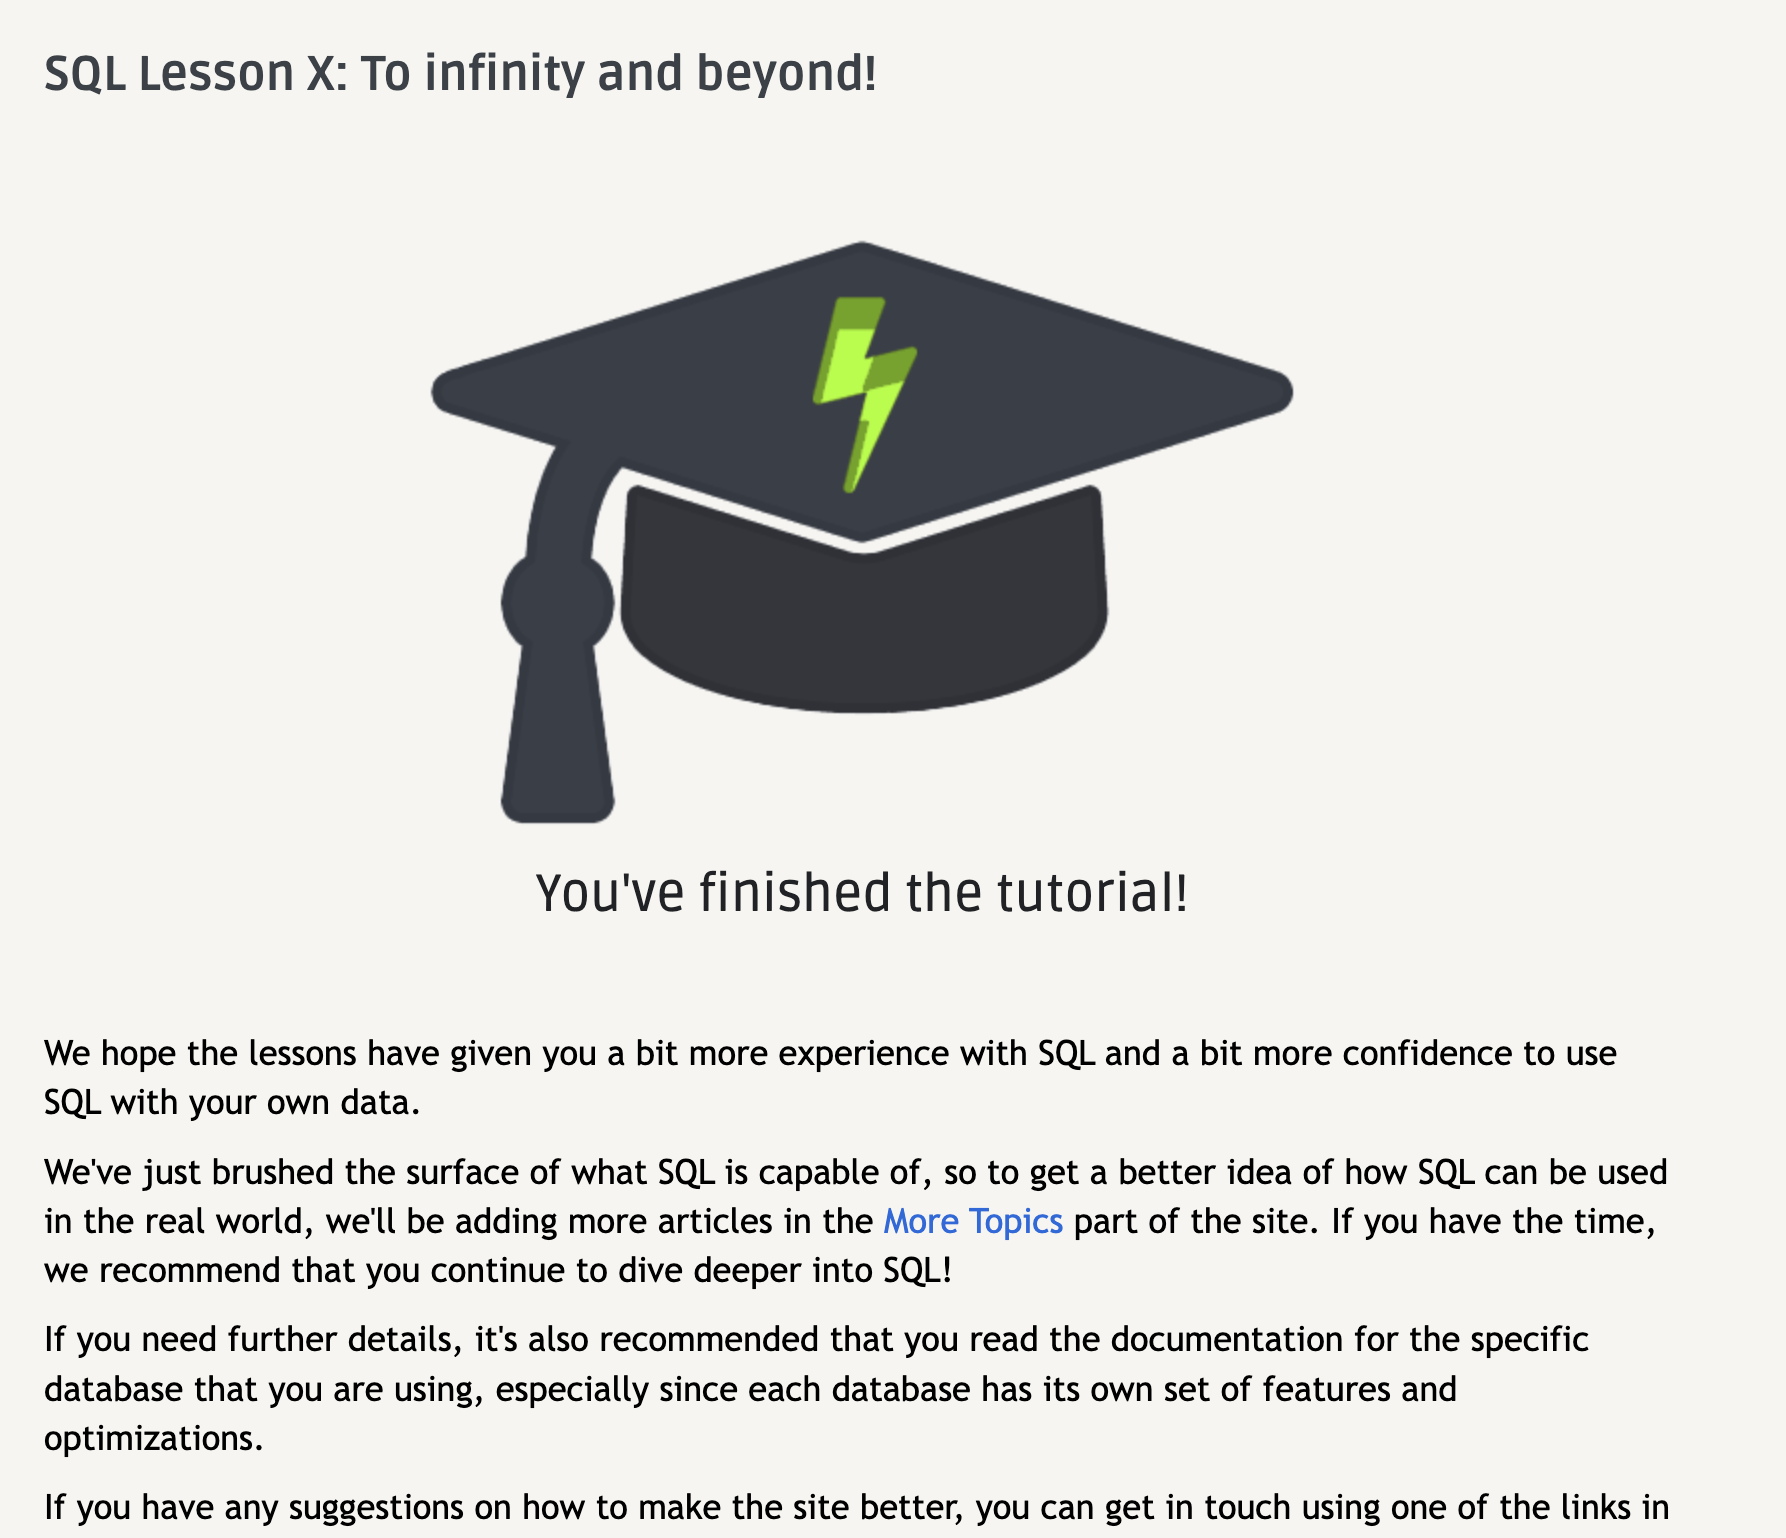 SQL Lesson X: To infinity and beyond!
You've finished the tutorial!
We hope the lessons have given you a bit more experience with SQL and a bit more confidence to use
SQL with your own data.
We've just brushed the surface of what SQL is capable of, so to get a better idea of how SQL can be used
in the real world, we'll be adding more articles in the More Topics part of the site. If you have the time,
we recommend that you continue to dive deeper into SQL!
If you need further details, it's also recommended that you read the documentation for the specific
database that you are using, especially since each database has its own set of features and
optimizations.
If you have any suggestions on how to make the site better, you can get in touch using one of the links in